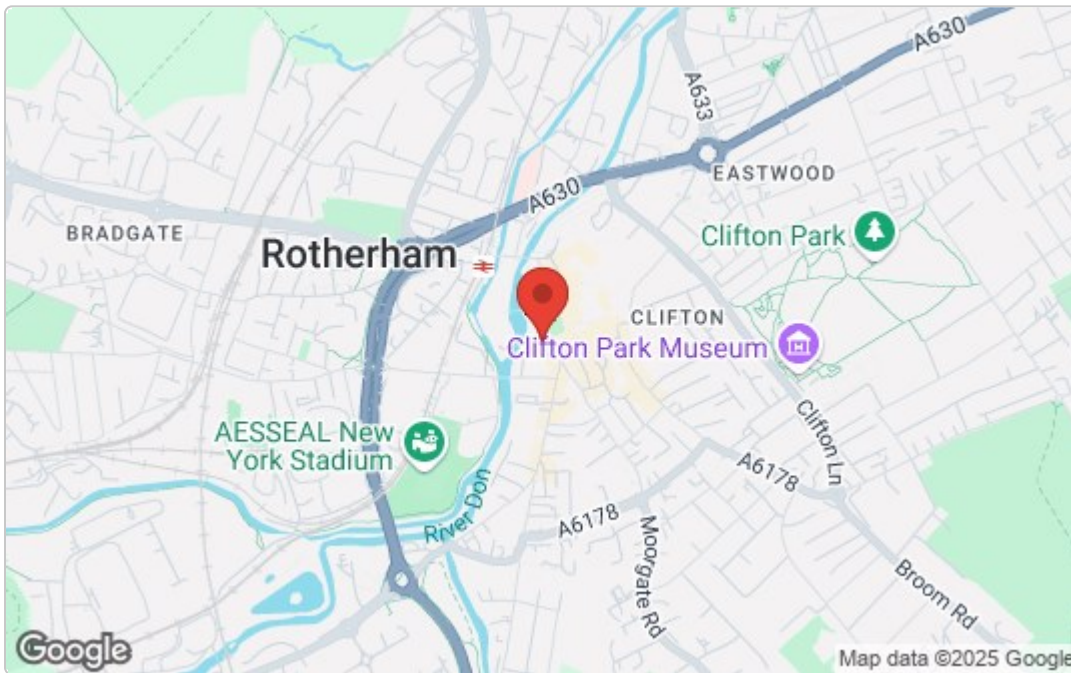 A630
A633
A630
EASTWOOD
BRADGATE
Clifton Park
Rotherham
CLIFTON
Clifton Park Museum
Clifton Ln
AESSEAL New
York Stadium
A6178
River Don
A6178
Moorgate Rd
Broom Rd
Google
Map data ©2025 Google